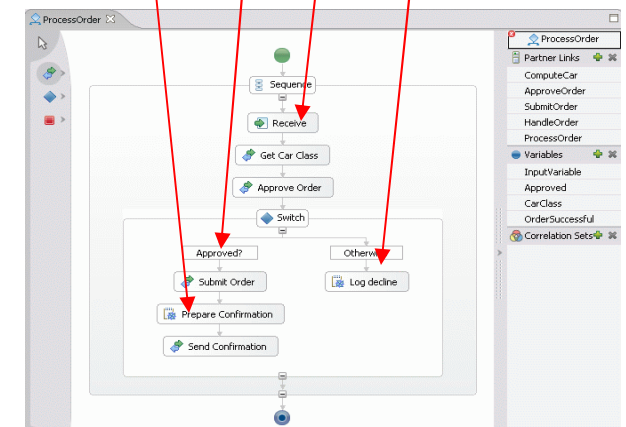 ProcessOrder
Sequence
Receive
Get Car Class
Approve Order
Switch
Approved?
Otherw
Submit Order
Log decline
Prepare Confirmation
Send Confirmation
ProcessOrder
Partner Links
ComputeCar
ApproveOrder
SubmitOrder
HandleOrder
ProcessOrder
Variables
InputVariable
Approved
CarClass
OrderSuccessful
Correlation Sets